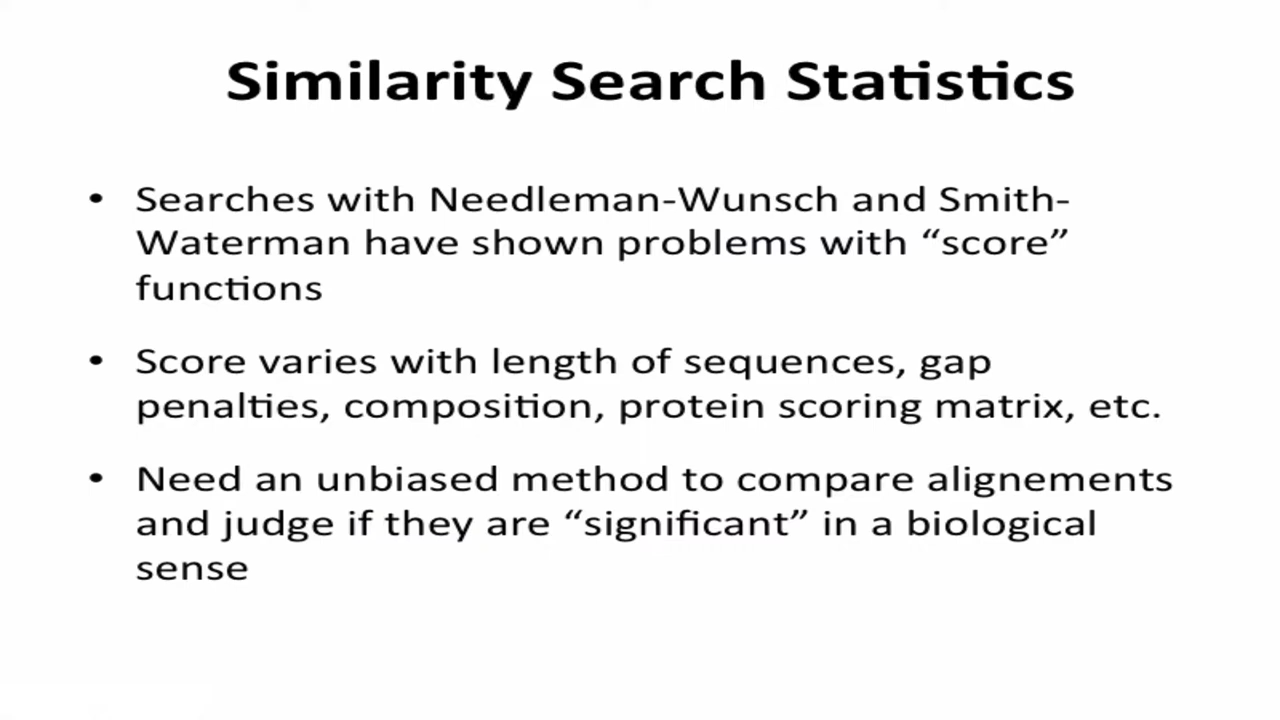 Similarity Search Statistics
• Searches with Needleman-Wunsch and Smith-
Waterman have shown problems with “score”
functions
• Score varies with length of sequences, gap
penalties, composition, protein scoring matrix, etc.
• Need an unbiased method to compare alignements
and judge if they are “significant” in a biological
sense